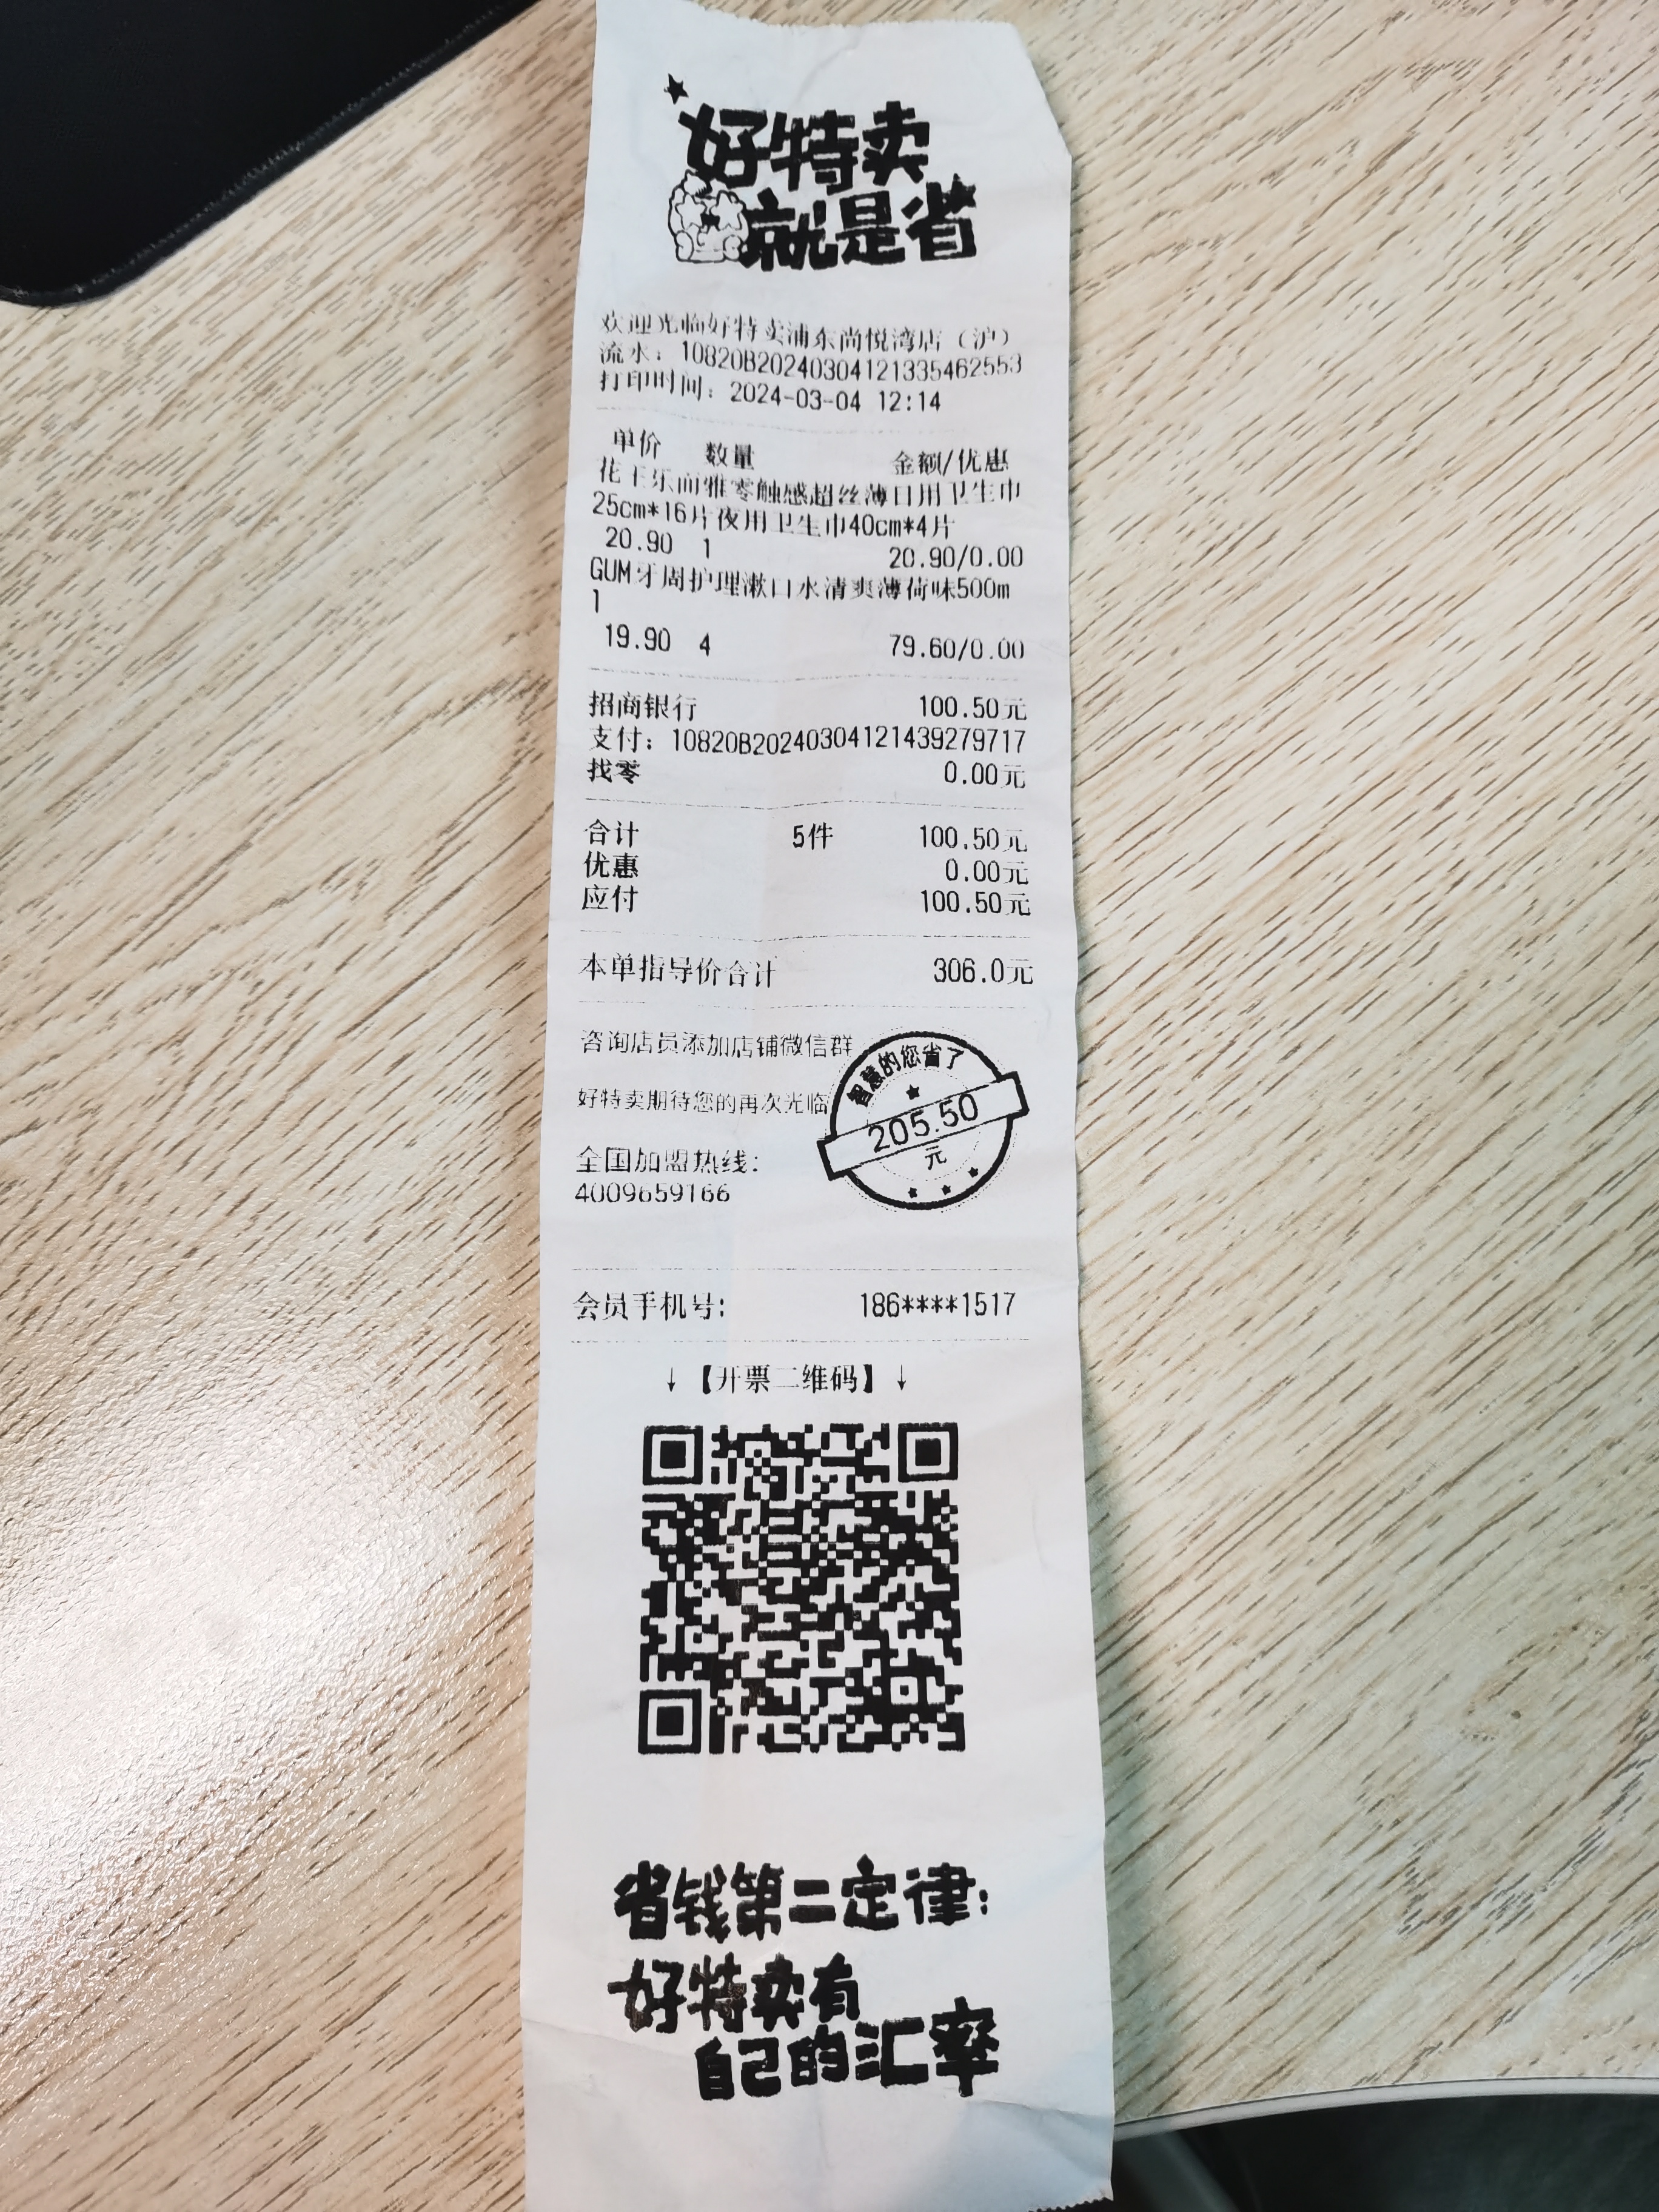 好特卖
就是省
欢迎光临好特卖浦东尚悦湾店（沪）
流水：10820B20240304121335462553
打印时间：2024-03-04 12:14
单价 数量 金额/优惠
花王乐而雅零触感超丝薄日用卫生巾
25cm*16片夜用卫生巾40cm*4片
20.90 1 20.90/0.00
GUM牙周护理漱口水清爽薄荷味500m
l
19.90 4 79.60/0.00
招商银行 100.50元
支付：10820B20240304121439279717
找零 0.00元
合计 5件 100.50元
优惠 0.00元
应付 100.50元
本单指导价合计 306.0元
咨询店员添加店铺微信群
好特卖期待您的再次光临
全国加盟热线：
4009659166
智慧的您省了
205.50
元
会员手机号： 186****1517
↓【开票二维码】↓
省钱第二定律：
好特卖有
自己的汇率